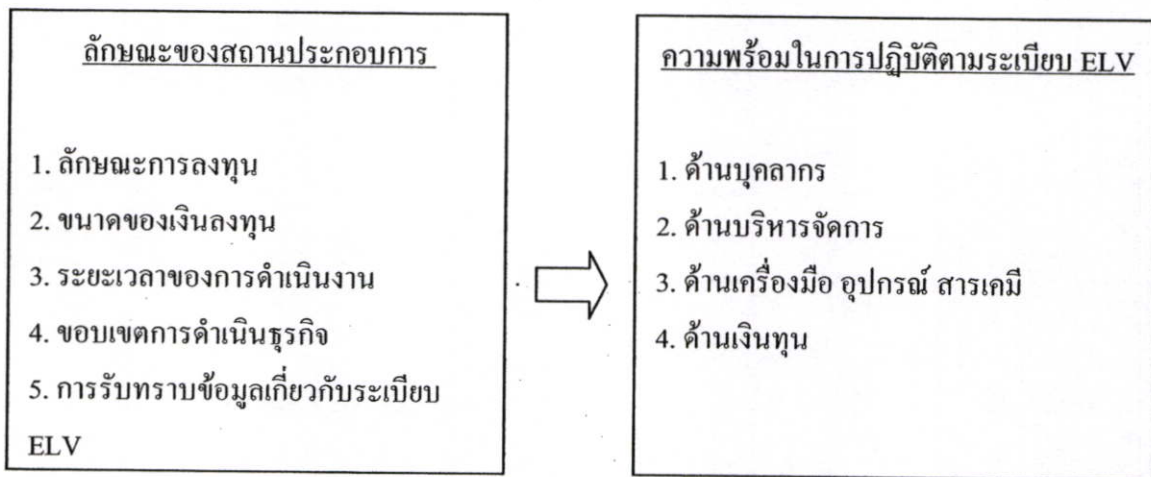 ลักษณะของสถานประกอบการ
1. ลักษณะการลงทุน
2. ขนาดของเงินลงทุน
3. ระยะเวลาของการดำเนินงาน
4. ขอบเขตการดำเนินธุรกิจ
5. การรับทราบข้อมูลเกี่ยวกับระเบียบ
ELV
ความพร้อมในการปฏิบัติตามระเบียบ ELV
1. ด้านบุคลากร
2. ด้านบริหารจัดการ
3. ด้านเครื่องมือ อุปกรณ์ สารเคมี
4. ด้านเงินทุน